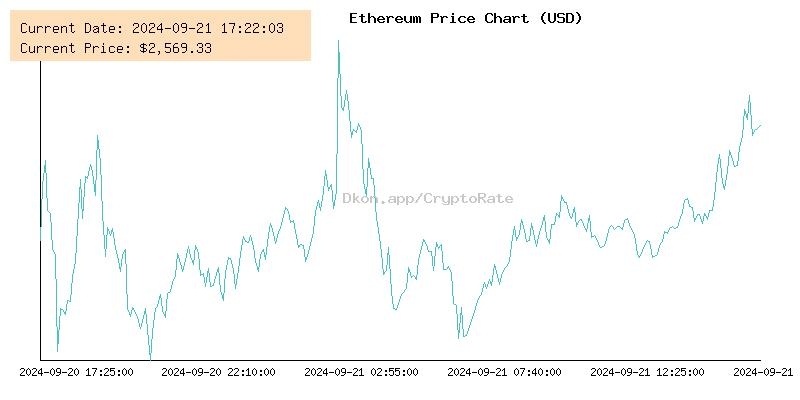 Ethereum Price Chart (USD)
Current Date: 2024-09-21 17:22:03
Current Price: $2,569.33
Dkon.app/CryptoRate
2024-09-20 17:25:00 2024-09-20 22:10:00 2024-09-21 02:55:00 2024-09-21 07:40:00 2024-09-21 12:25:00 2024-09-21